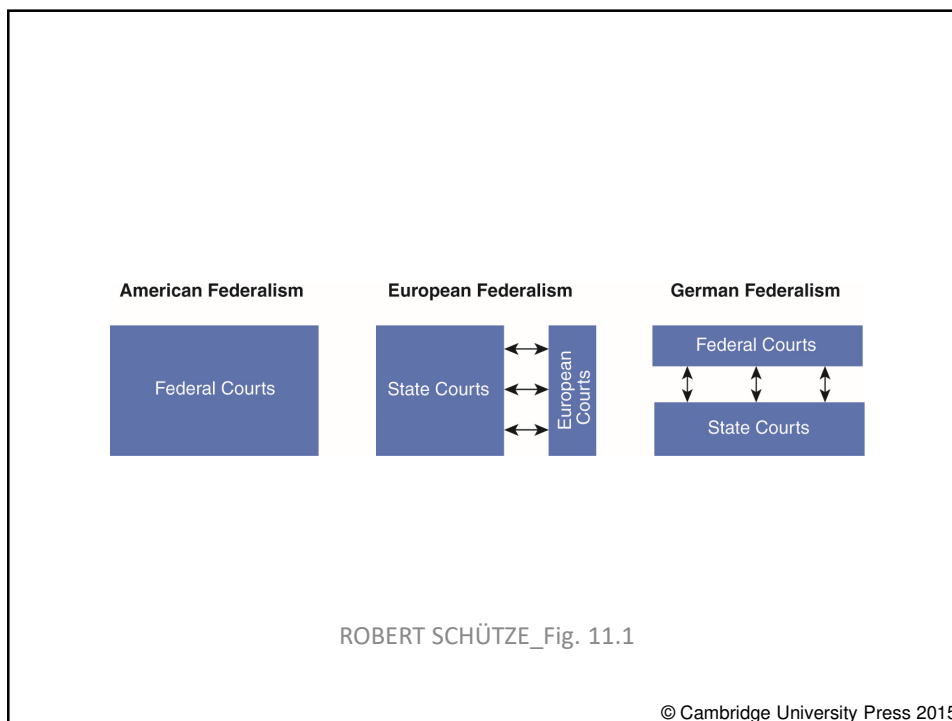 American Federalism
European Federalism
German Federalism
Federal Courts
State Courts
European
Courts
Federal Courts
State Courts
ROBERT SCHÜTZE_Fig. 11.1
© Cambridge University Press 2015